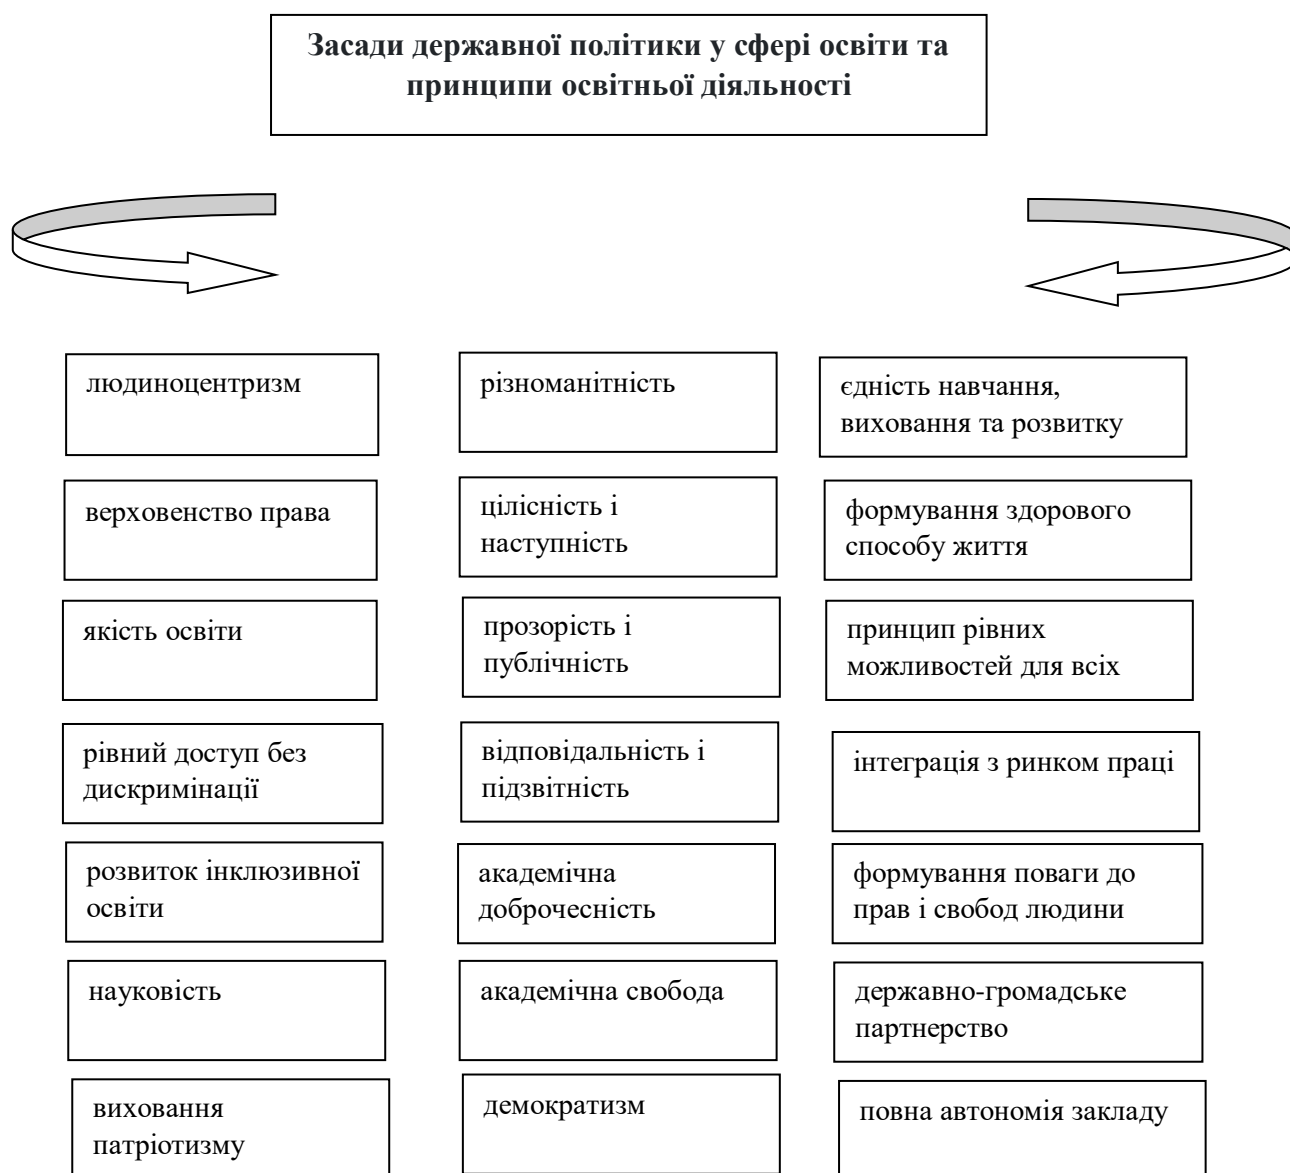 Засади державної політики у сфері освіти та
принципи освітньої діяльності
людиноцентризм
верховенство права
якість освіти
рівний доступ без
дискримінації
розвиток інклюзивної
освіти
науковість
виховання
патріотизму
різноманітність
цілісність і
наступність
прозорість і
публічність
відповідальність і
підзвітність
академічна
доброчесність
академічна свобода
демократизм
єдність навчання,
виховання та розвитку
формування здорового
способу життя
принцип рівних
можливостей для всіх
інтеграція з ринком праці
формування поваги до
прав і свобод людини
державно-громадське
партнерство
повна автономія закладу